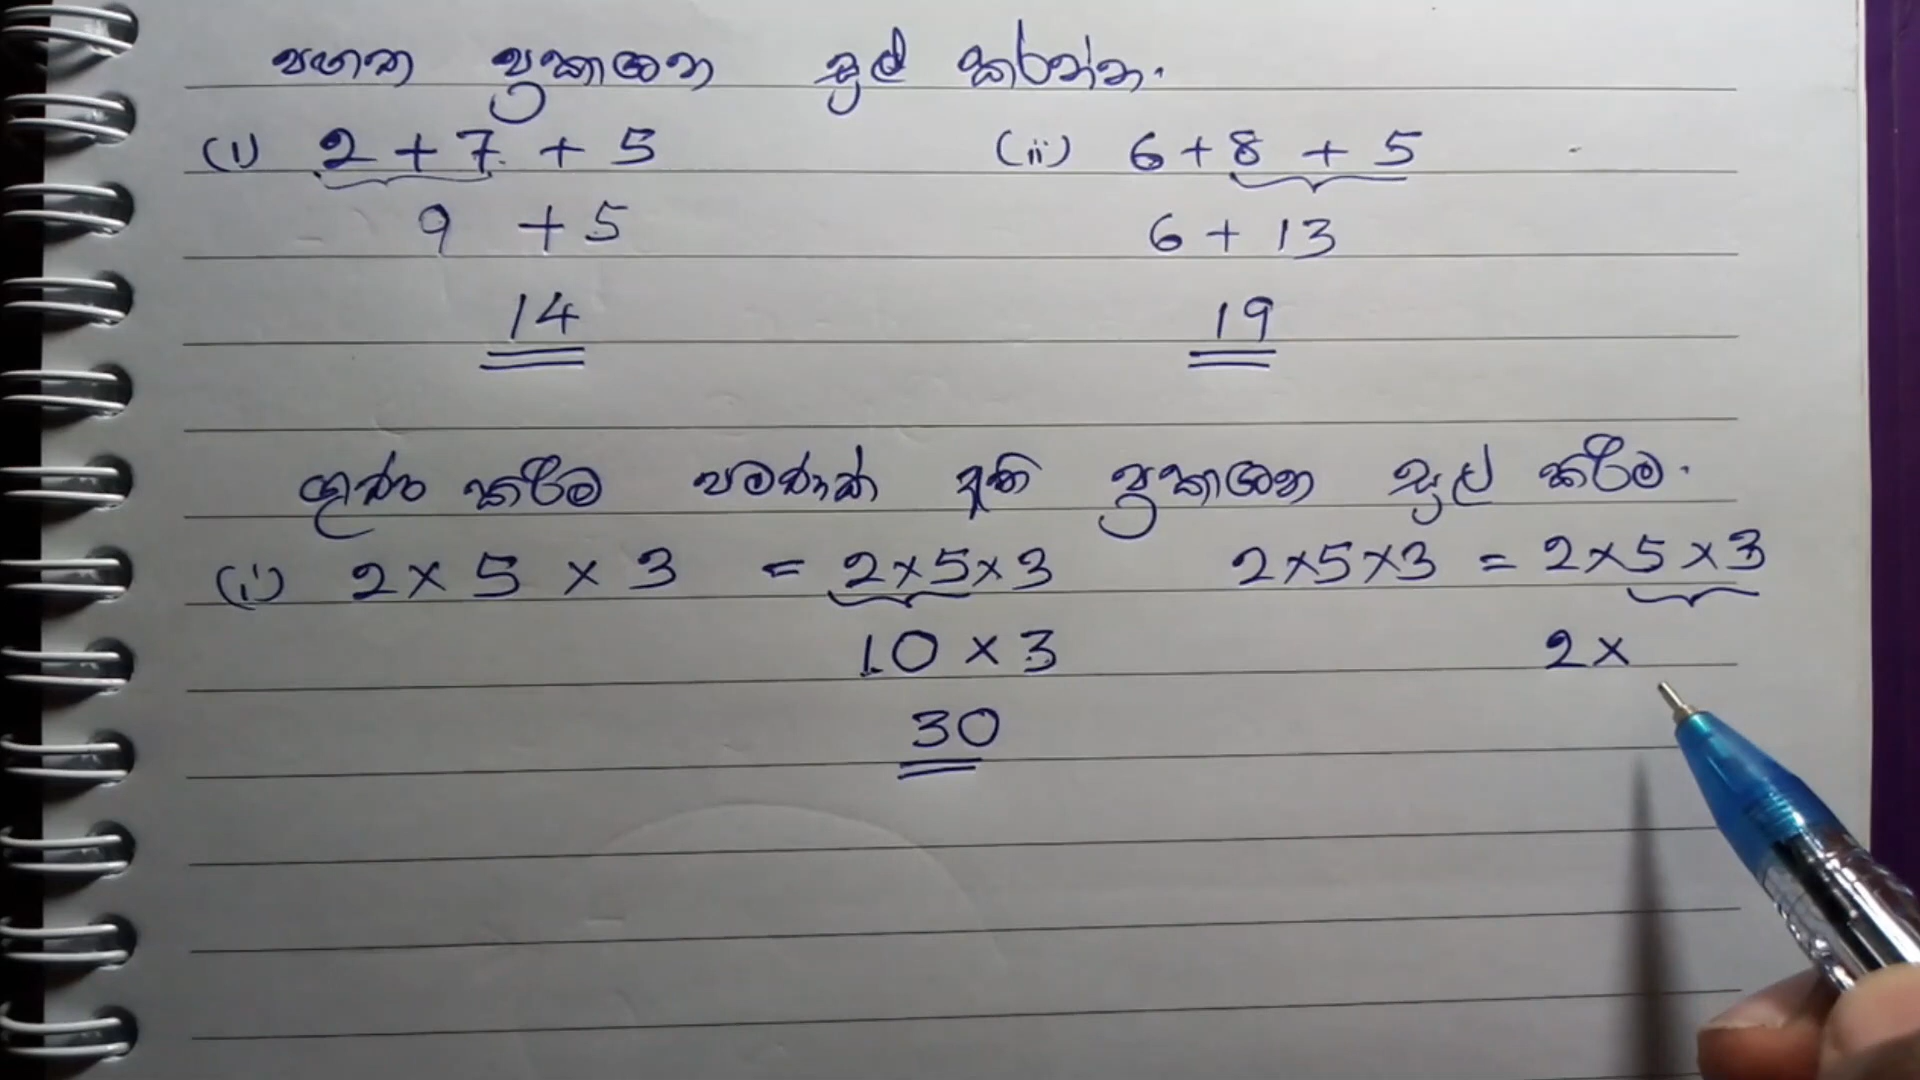 පහත ප්‍රකාශන සුළු කරන්න.
(i) 2 + 7 + 5 (ii) 6 + 8 + 5
9 + 5 6 + 13
14 19
ගුණ කිරීම පමණක් ඇති ප්‍රකාශන සුළු කිරීම.
(i) 2 × 5 × 3 = 2 × 5 × 3 2 × 5 × 3 = 2 × 5 × 3
10 × 3 2 ×
30